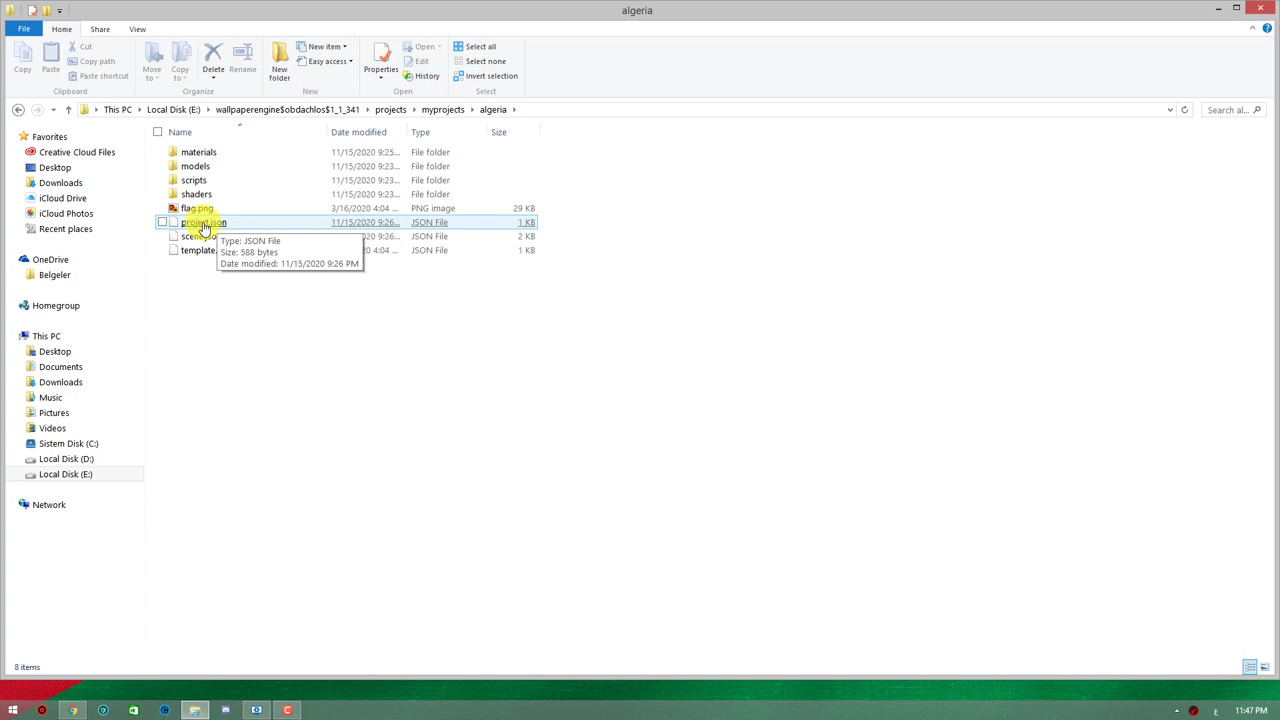 algeria
File Home Share View
Copy
Paste
Cut
Copy path
Paste shortcut
Clipboard
Move to
Copy to
Delete
Rename
Organize
New folder
New item
Easy access
New
Properties
Open
Edit
History
Open
Select all
Select none
Invert selection
Select
This PC Local Disk (E:) wallpaperengine$obdachlos$1_1_341 projects myprojects algeria
Search al...
Favorites
Creative Cloud Files
Desktop
Downloads
iCloud Drive
iCloud Photos
Recent places
OneDrive
Belgeler
Homegroup
This PC
Desktop
Documents
Downloads
Music
Pictures
Videos
Sistem Disk (C:)
Local Disk (D:)
Local Disk (E:)
Network
Name Date modified Type Size
materials 11/15/2020 9:25... File folder
models 11/15/2020 9:23... File folder
scripts 11/15/2020 9:23... File folder
shaders 11/15/2020 9:23... File folder
flag.png 3/16/2020 4:04 ... PNG image 29 KB
project.json 11/15/2020 9:26... JSON File 1 KB
20 9:26... JSON File 2 KB
template. 0 4:04 ... JSON File 1 KB
Type: JSON File
Size: 588 bytes
Date modified: 11/15/2020 9:26 PM
8 items
ع
11:47 PM